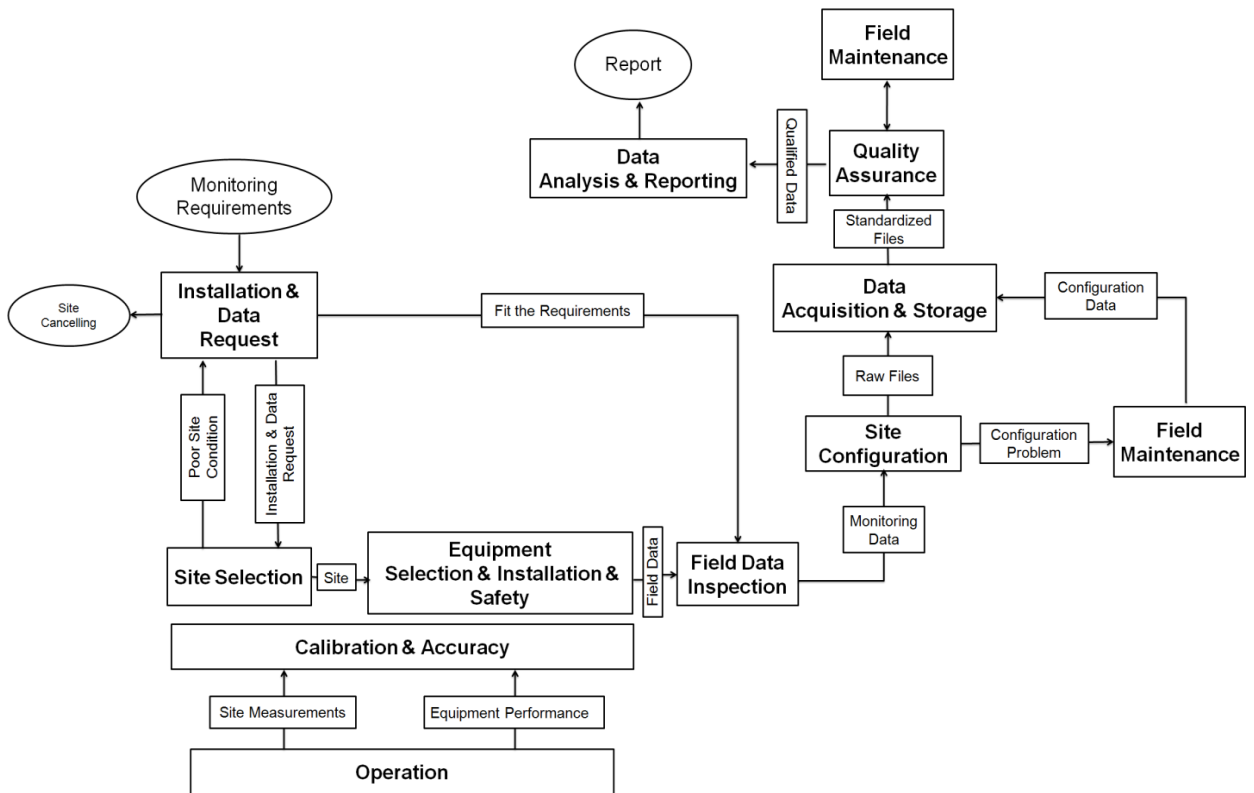 Field
Maintenance
Report
Qualified Data
Data
Analysis & Reporting
Quality
Assurance
Monitoring
Requirements
Standardized
Files
Installation &
Data
Request
Site
Cancelling
Fit the Requirements
Data
Acquisition & Storage
Configuration
Data
Raw Files
Poor Site
Condition
Installation & Data
Request
Site
Configuration
Configuration
Problem
Field
Maintenance
Monitoring
Data
Site Selection
Site
Equipment
Selection & Installation &
Safety
Field Data
Field Data
Inspection
Calibration & Accuracy
Site Measurements
Equipment Performance
Operation